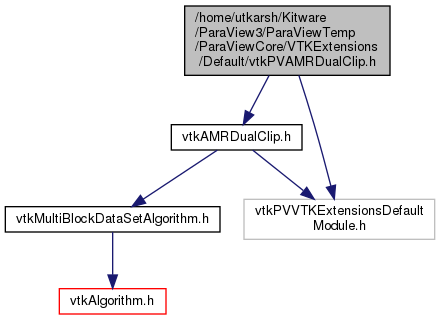 /home/utkarsh/Kitware
/ParaView3/ParaViewTemp
/ParaViewCore/VTKExtensions
/Default/vtkPVAMRDualClip.h
vtkAMRDualClip.h
vtkMultiBlockDataSetAlgorithm.h
vtkPVVTKExtensionsDefault
Module.h
vtkAlgorithm.h